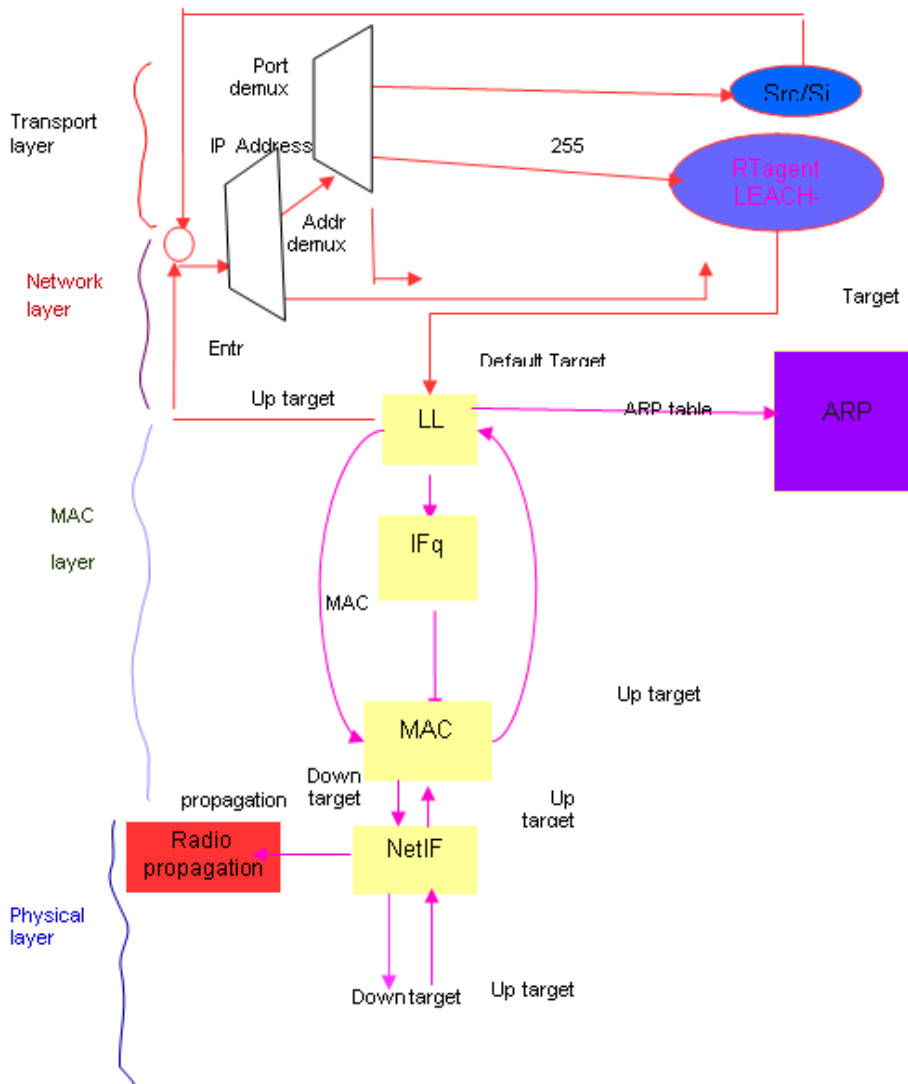 Port
demux
Src/Si
Transport
layer
IP Address
255
RTagent
LEACH-
Addr
demux
Network
layer
Target
Entr
Default Target
Up target
LL
ARP table
ARP
MAC
layer
IFq
MAC
Up target
MAC
Down
target
propagation
Up
target
Radio
propagation
NetIF
Physical
layer
Down target
Up target